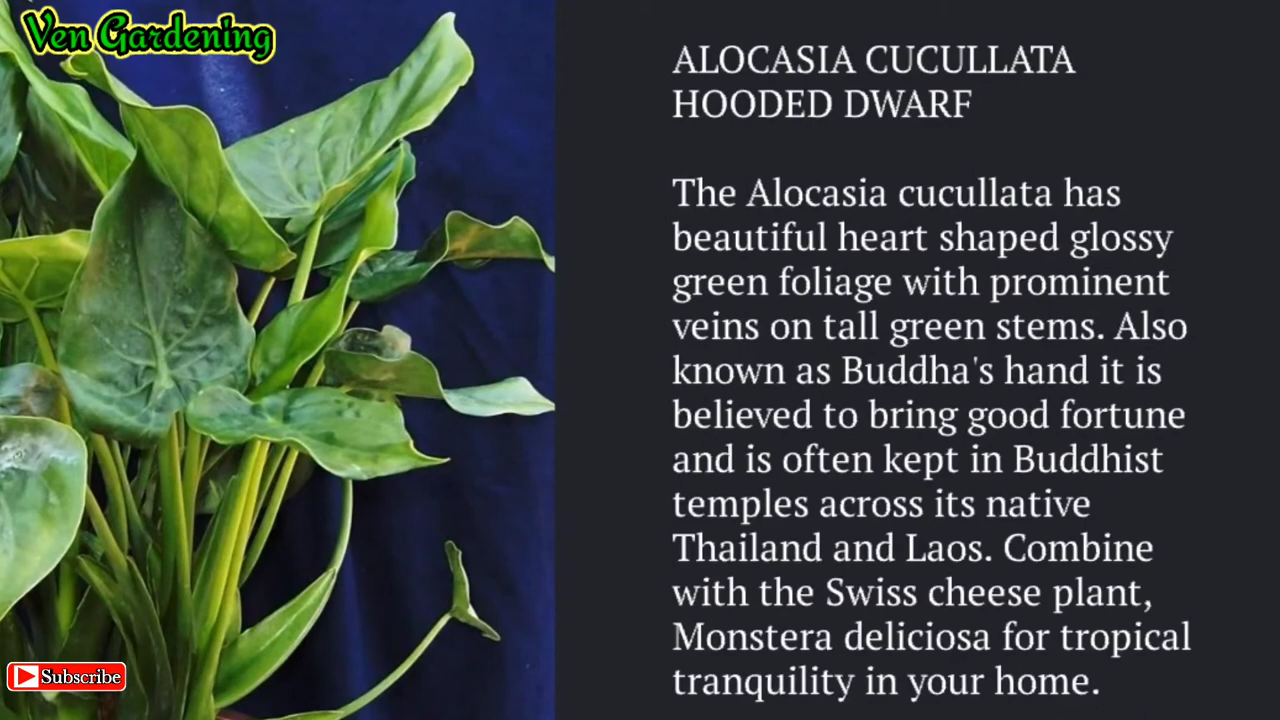 Ven Gardening
ALOCASIA CUCULLATA
HOODED DWARF
The Alocasia cucullata has
beautiful heart shaped glossy
green foliage with prominent
veins on tall green stems. Also
known as Buddha's hand it is
believed to bring good fortune
and is often kept in Buddhist
temples across its native
Thailand and Laos. Combine
with the Swiss cheese plant,
Monstera deliciosa for tropical
tranquility in your home.
Subscribe